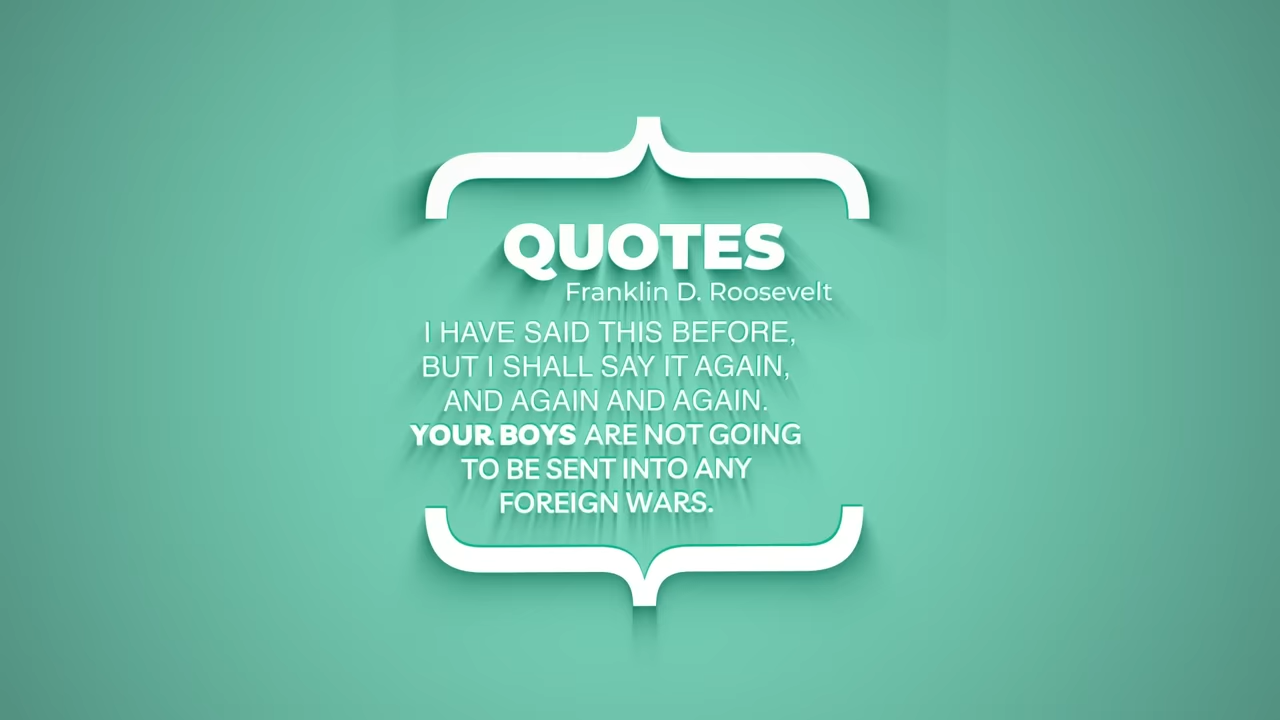 QUOTES
Franklin D. Roosevelt
I HAVE SAID THIS BEFORE,
BUT I SHALL SAY IT AGAIN,
AND AGAIN AND AGAIN.
YOUR BOYS ARE NOT GOING
TO BE SENT INTO ANY
FOREIGN WARS.